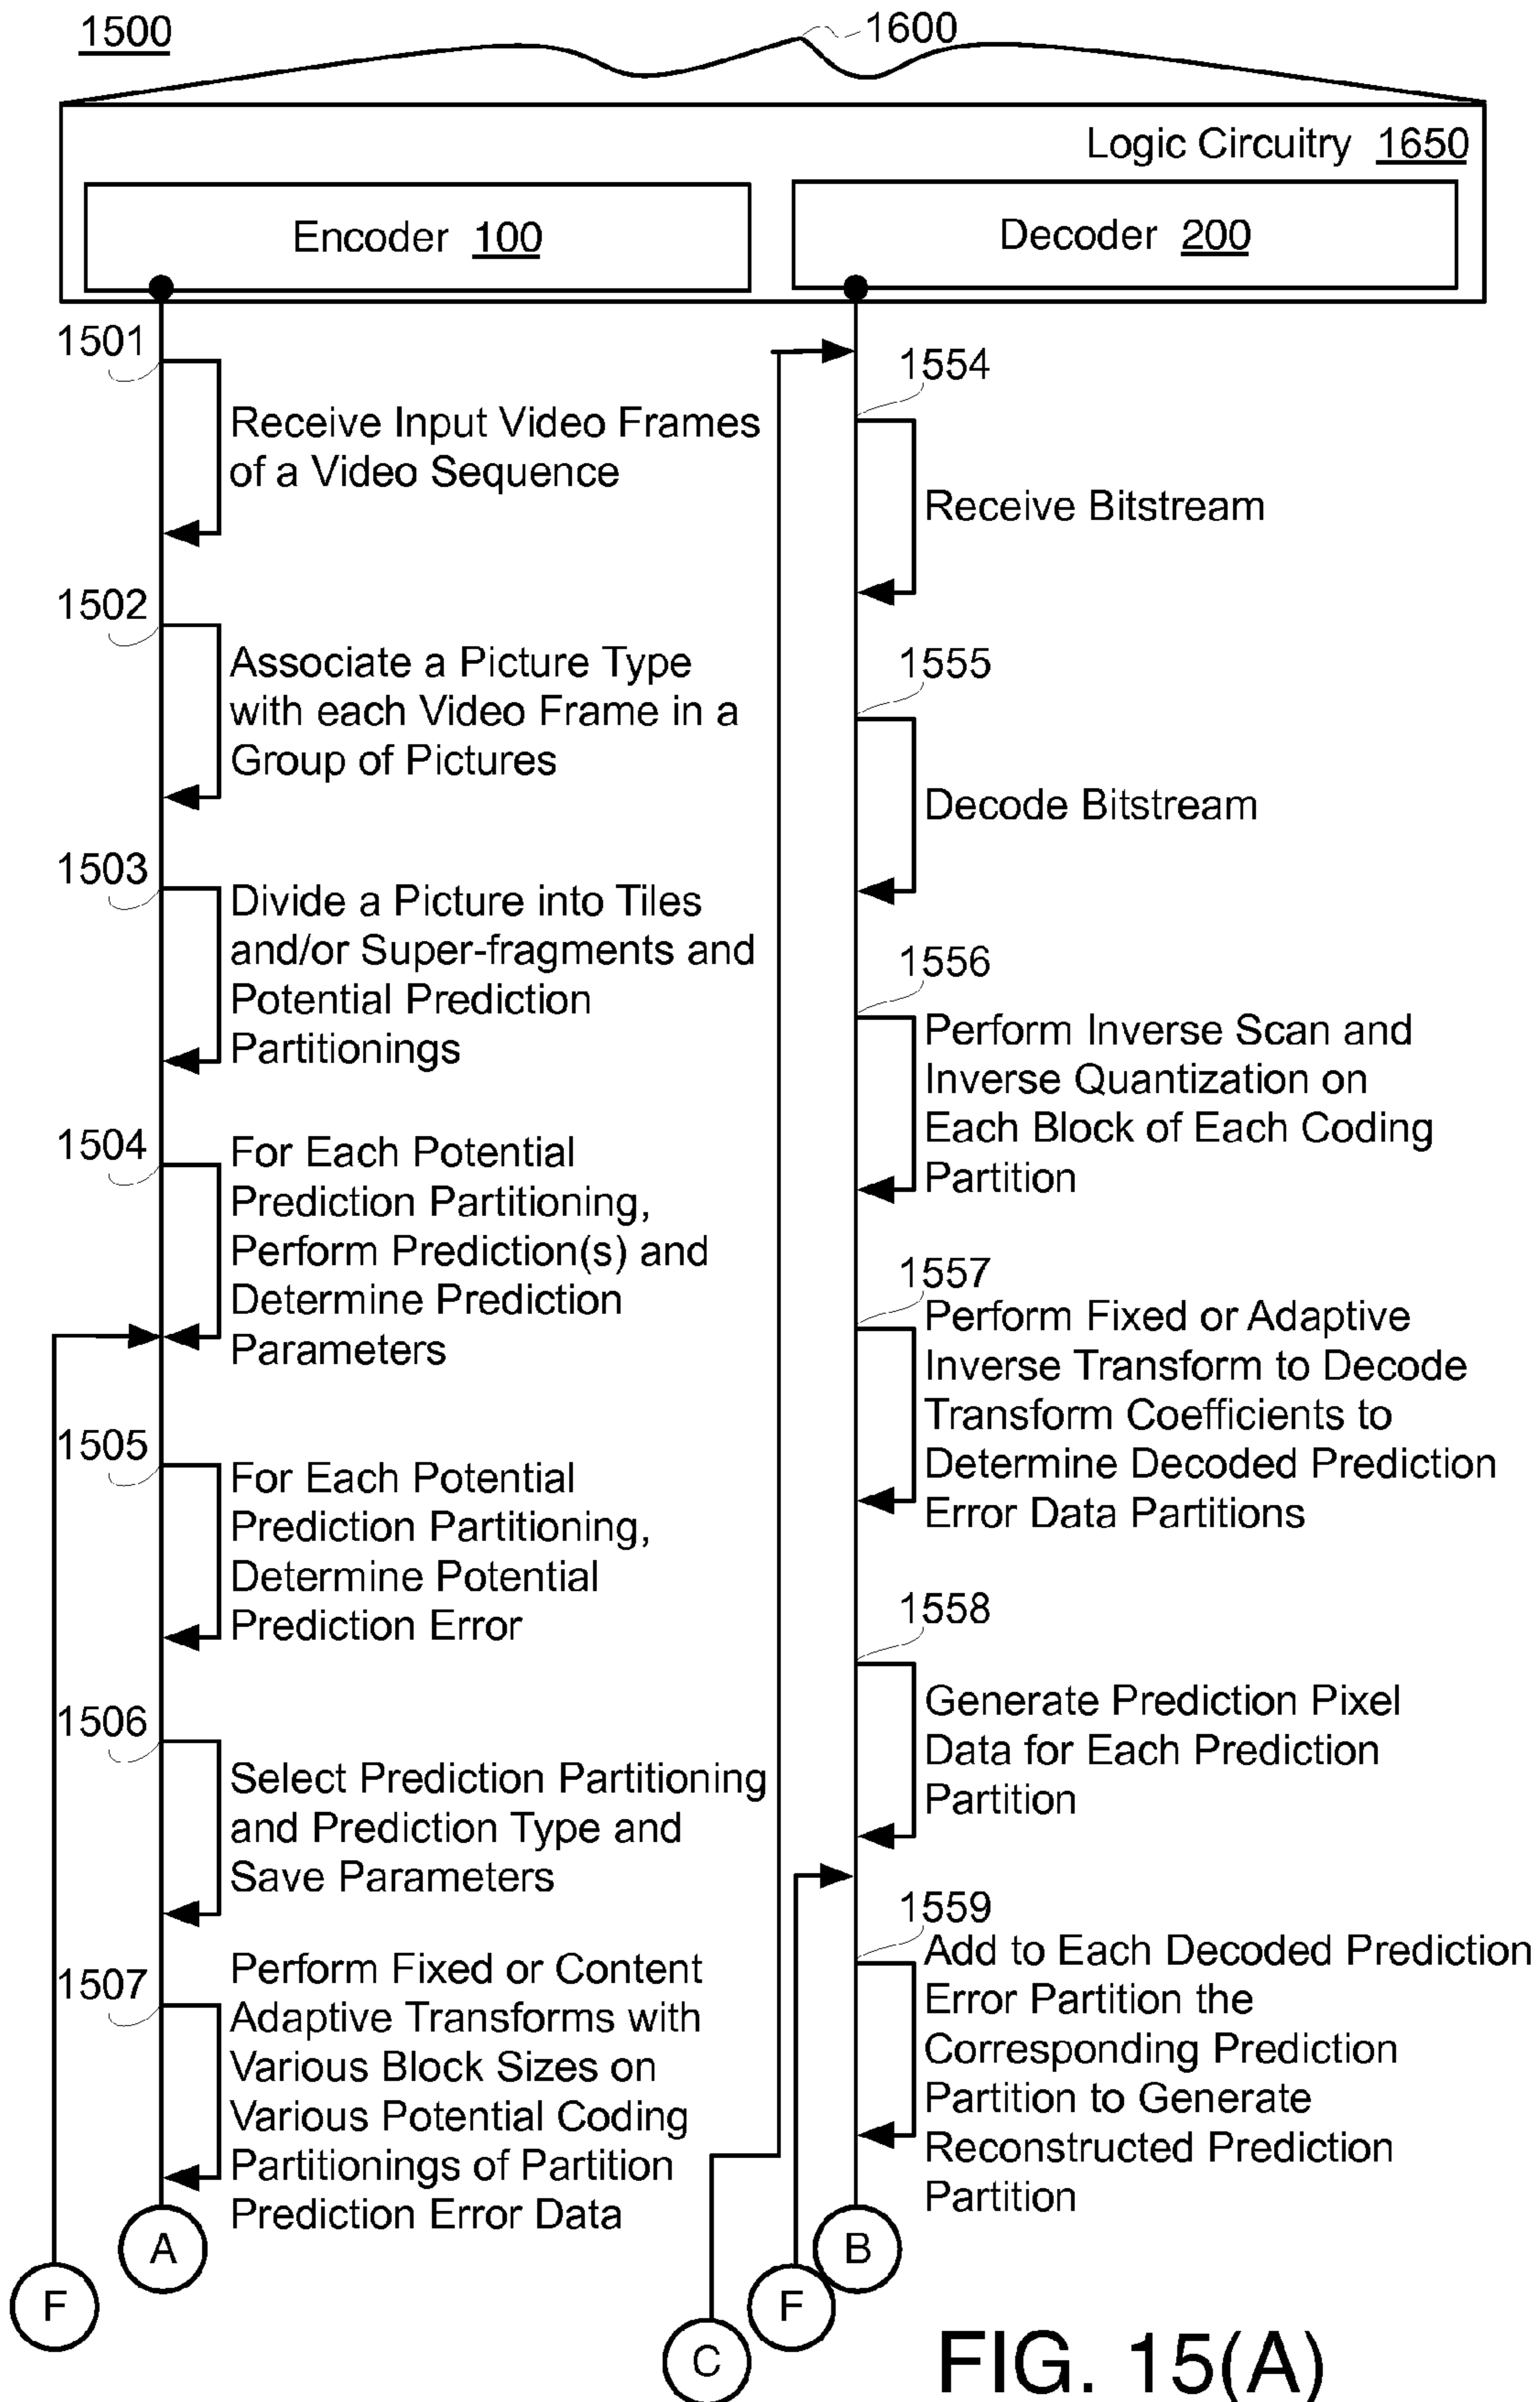 1500
1600
Logic Circuitry 1650
Encoder 100
Decoder 200
1501
Receive Input Video Frames
of a Video Sequence
1502
Associate a Picture Type
with each Video Frame in a
Group of Pictures
1503
Divide a Picture into Tiles
and/or Super-fragments and
Potential Prediction
Partitionings
1504
For Each Potential
Prediction Partitioning,
Perform Prediction(s) and
Determine Prediction
Parameters
1505
For Each Potential
Prediction Partitioning,
Determine Potential
Prediction Error
1506
Select Prediction Partitioning
and Prediction Type and
Save Parameters
1507
Perform Fixed or Content
Adaptive Transforms with
Various Block Sizes on
Various Potential Coding
Partitionings of Partition
Prediction Error Data
A
F
1554
Receive Bitstream
1555
Decode Bitstream
1556
Perform Inverse Scan and
Inverse Quantization on
Each Block of Each Coding
Partition
1557
Perform Fixed or Adaptive
Inverse Transform to Decode
Transform Coefficients to
Determine Decoded Prediction
Error Data Partitions
1558
Generate Prediction Pixel
Data for Each Prediction
Partition
1559
Add to Each Decoded Prediction
Error Partition the
Corresponding Prediction
Partition to Generate
Reconstructed Prediction
Partition
B
F
C
FIG. 15(A)